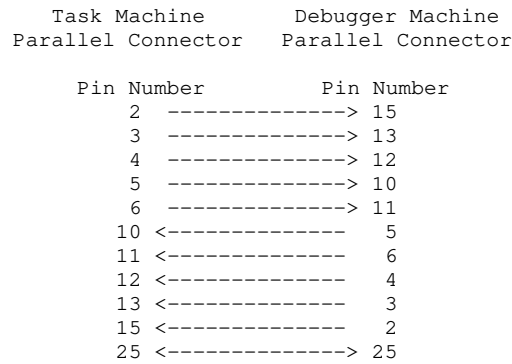 Task Machine Debugger Machine
Parallel Connector Parallel Connector
Pin Number Pin Number
2 --------------> 15
3 --------------> 13
4 --------------> 12
5 --------------> 10
6 --------------> 11
10 <-------------- 5
11 <-------------- 6
12 <-------------- 4
13 <-------------- 3
15 <-------------- 2
25 <--------------> 25